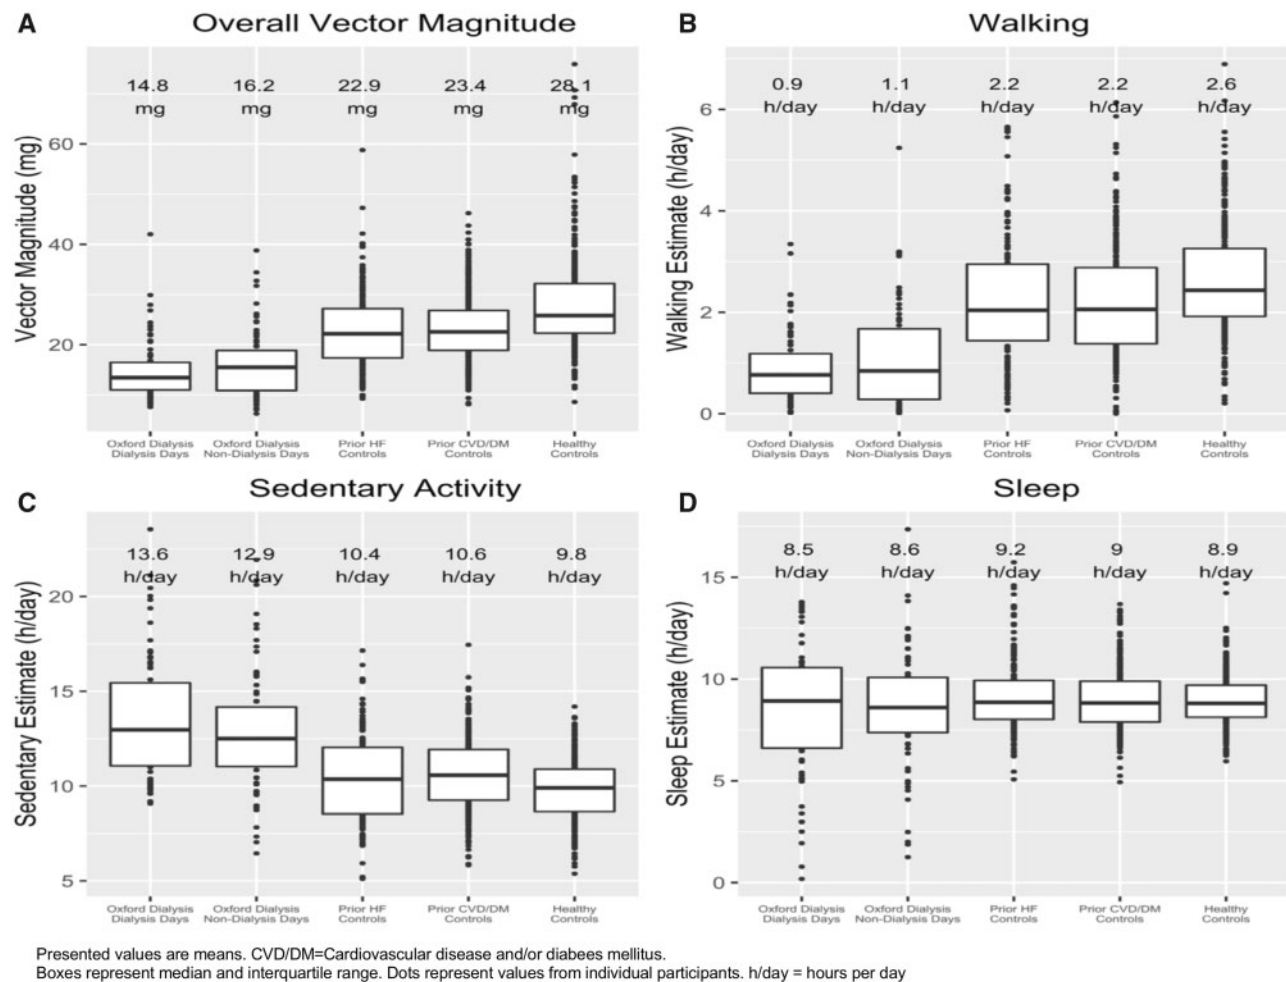 A Overall Vector Magnitude
14.8 16.2 22.9 23.4 28.1
mg mg mg mg mg
Vector Magnitude (mg)
60
40
20
Oxford Dialysis Oxford Dialysis Prior HF Prior CVD/DM Healthy
Dialysis Days Non-Dialysis Days Controls Controls Controls
B Walking
0.9 1.1 2.2 2.2 2.6
h/day h/day h/day h/day h/day
Walking Estimate (h/day)
6
4
2
0
Oxford Dialysis Oxford Dialysis Prior HF Prior CVD/DM Healthy
Dialysis Days Non-Dialysis Days Controls Controls Controls
C Sedentary Activity
13.6 12.9 10.4 10.6 9.8
h/day h/day h/day h/day h/day
Sedentary Estimate (h/day)
20
15
10
5
Oxford Dialysis Oxford Dialysis Prior HF Prior CVD/DM Healthy
Dialysis Days Non-Dialysis Days Controls Controls Controls
D Sleep
8.5 8.6 9.2 9 8.9
h/day h/day h/day h/day h/day
Sleep Estimate (h/day)
15
10
5
0
Oxford Dialysis Oxford Dialysis Prior HF Prior CVD/DM Healthy
Dialysis Days Non-Dialysis Days Controls Controls Controls
Presented values are means. CVD/DM=Cardiovascular disease and/or diabees mellitus.
Boxes represent median and interquartile range. Dots represent values from individual participants. h/day = hours per day